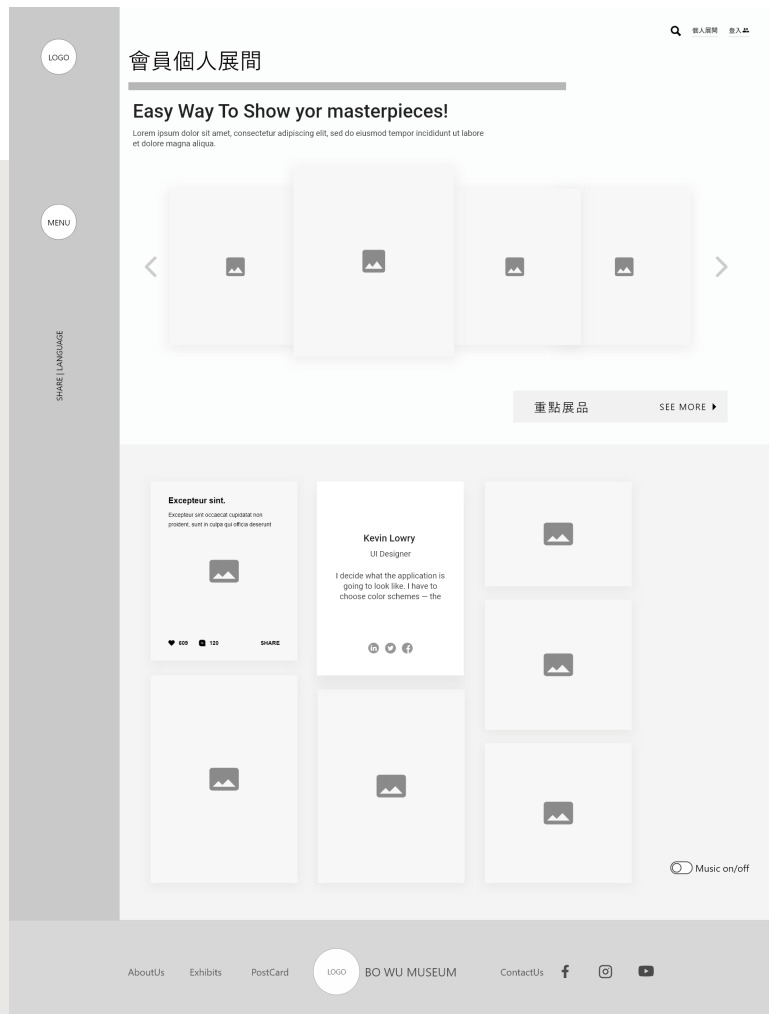 LOGO
個人展間 登入
會員個人展間
Easy Way To Show yor masterpieces!
Lorem ipsum dolor sit amet, consectetur adipiscing elit, sed do eiusmod tempor incididunt ut labore
et dolore magna aliqua.
MENU
SHARE | LANGUAGE
重點展品 SEE MORE
Excepteur sint.
Excepteur sint occaecat cupidatat non
proident, sunt in culpa qui officia deserunt
609 120 SHARE
Kevin Lowry
UI Designer
I decide what the application is
going to look like. I have to
choose color schemes — the
Music on/off
AboutUs Exhibits PostCard LOGO BO WU MUSEUM ContactUs